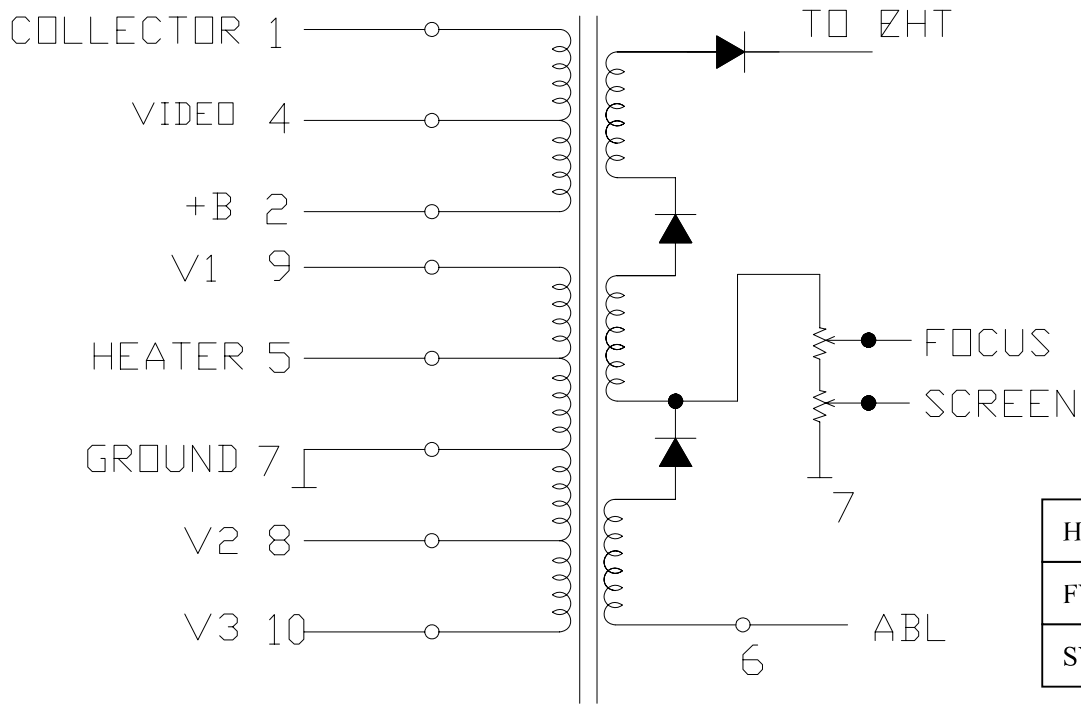 COLLECTOR 1
TO EHT
VIDEO 4
+B 2
V1 9
HEATER 5
FOCUS
SCREEN
GROUND 7
7
V2 8
V3 10
ABL
6
H
F
S